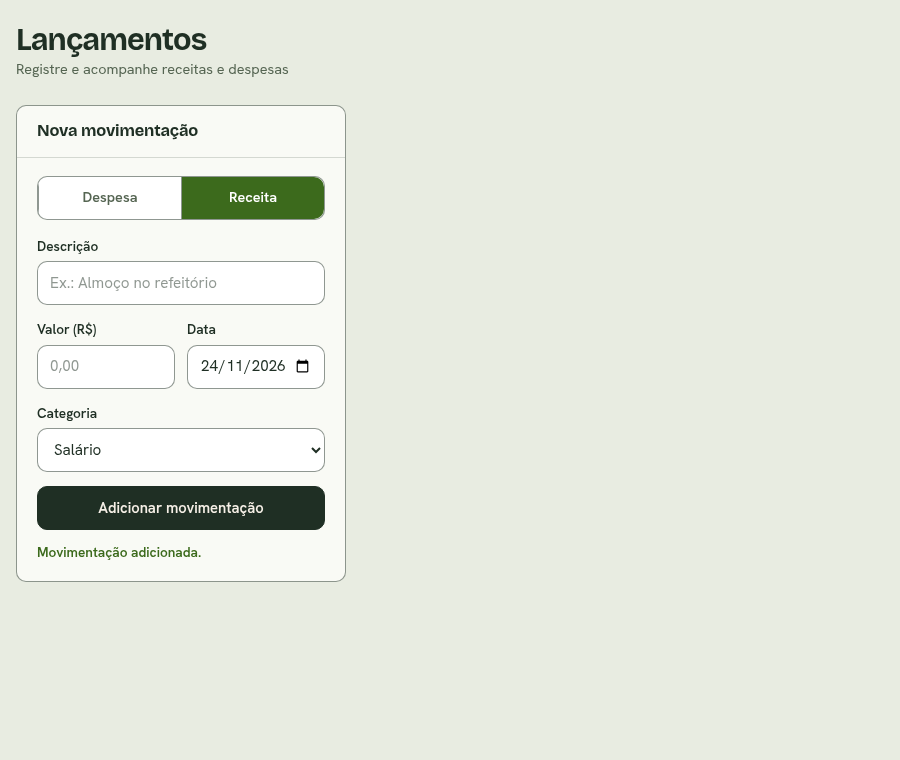 Lançamentos
Registre e acompanhe receitas e despesas
Nova movimentação
Despesa Receita
Descrição
Ex.: Almoço no refeitório
Valor (R$) Data
0,00 24/11/2026
Categoria
Salário
Adicionar movimentação
Movimentação adicionada.